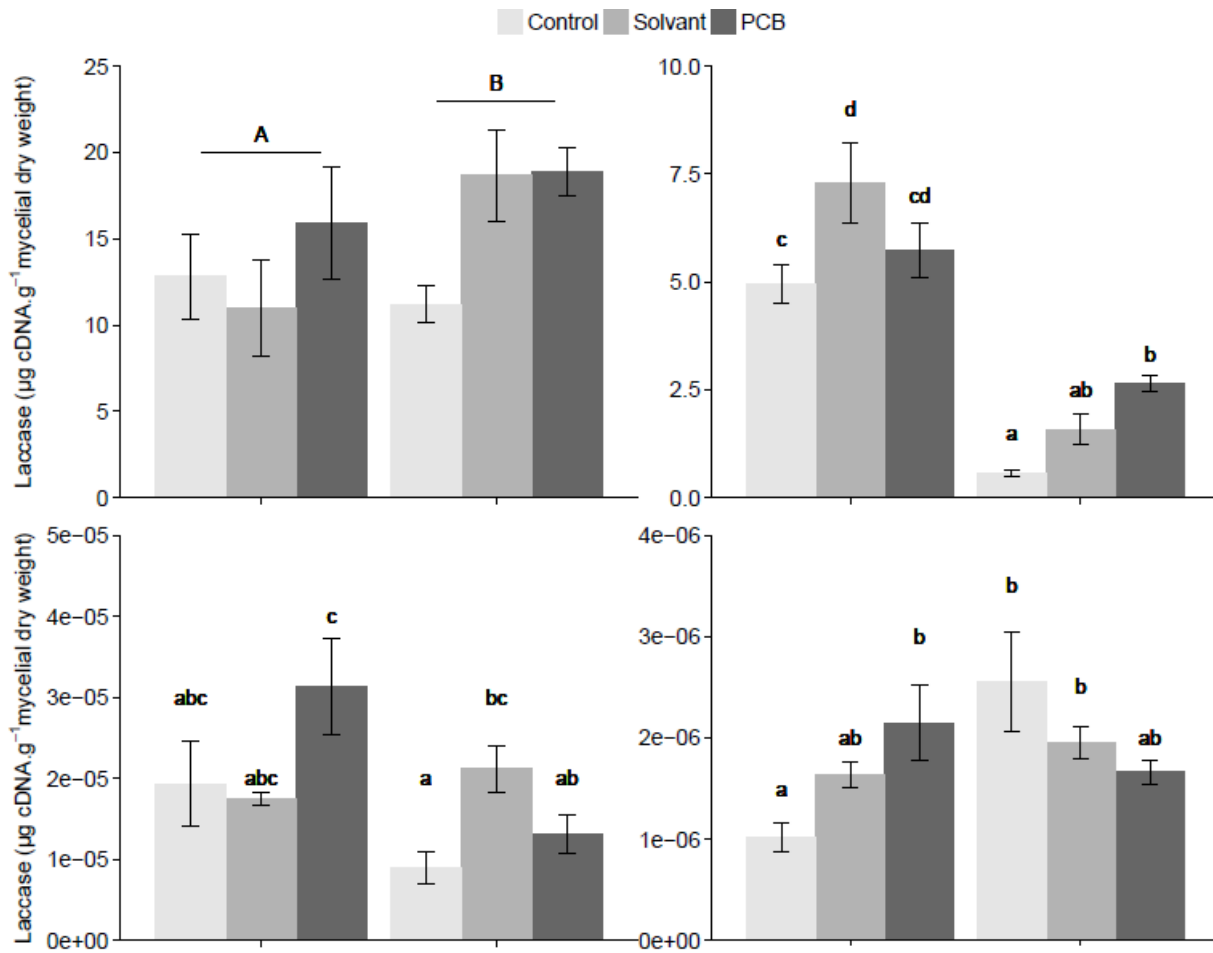 Control Solvant PCB
Laccase (µg cDNA.g⁻¹mycelial dry weight)
25
20
15
10
5
0
A
B
10.0
7.5
5.0
2.5
0.0
c
d
cd
a
ab
b
Laccase (µg cDNA.g⁻¹mycelial dry weight)
5e−05
4e−05
3e−05
2e−05
1e−05
0e+00
abc
abc
c
a
bc
ab
4e−06
3e−06
2e−06
1e−06
0e+00
a
ab
b
b
b
ab